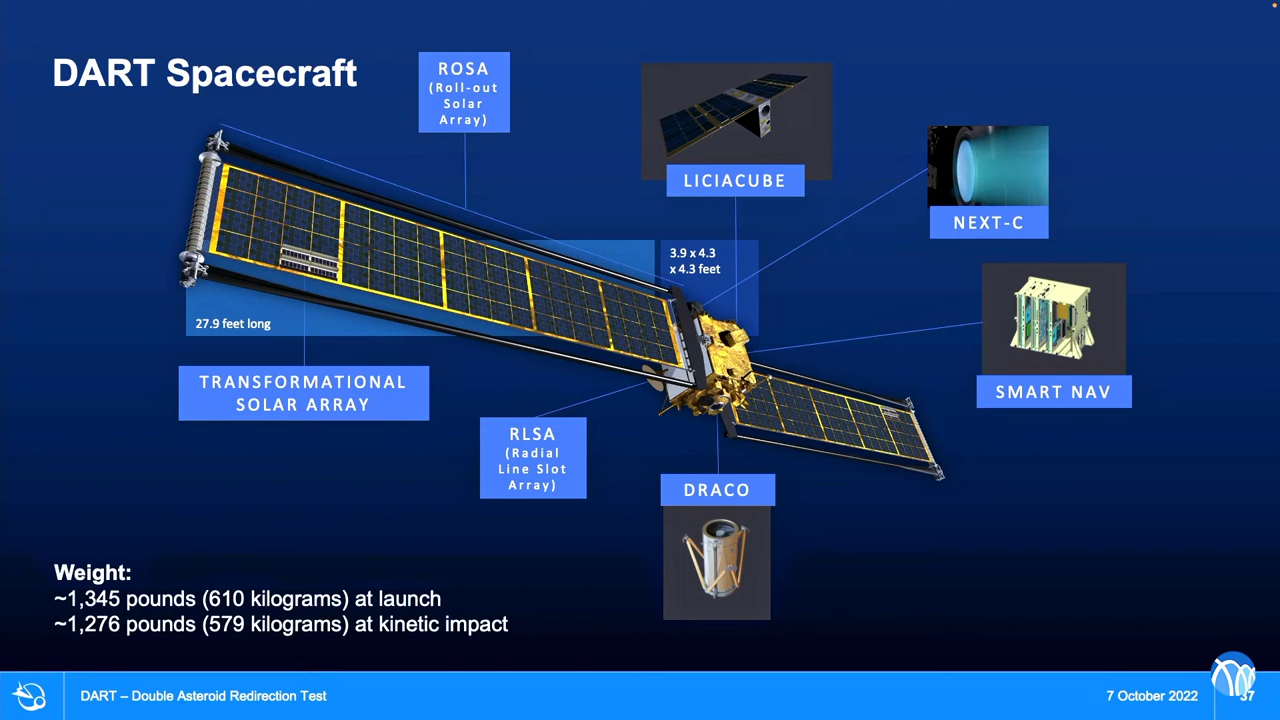 DART Spacecraft
ROSA
(Roll-out
Solar
Array)
LICIACUBE
NEXT-C
3.9 x 4.3
x 4.3 feet
27.9 feet long
TRANSFORMATIONAL
SOLAR ARRAY
SMART NAV
RLSA
(Radial
Line Slot
Array)
DRACO
Weight:
~1,345 pounds (610 kilograms) at launch
~1,276 pounds (579 kilograms) at kinetic impact
DART – Double Asteroid Redirection Test
7 October 2022
37